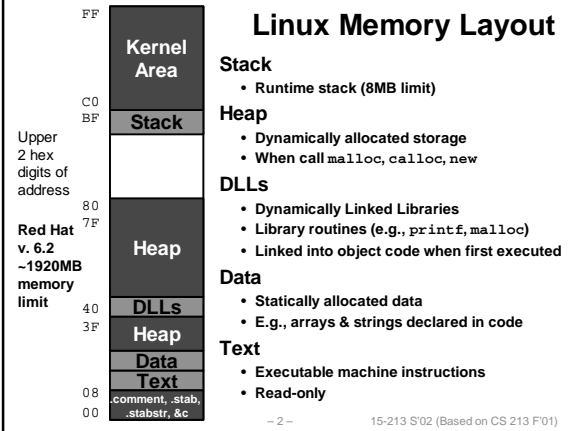 Linux Memory Layout
FF
Kernel
Area
C0
BF
Stack
Upper
2 hex
digits of
address
80
7F
Red Hat
v. 6.2
~1920MB
memory
limit
Heap
40
DLLs
3F
Heap
Data
Text
08
.comment, .stab,
00
.stabstr, &c
Stack
• Runtime stack (8MB limit)
Heap
• Dynamically allocated storage
• When call malloc, calloc, new
DLLs
• Dynamically Linked Libraries
• Library routines (e.g., printf, malloc)
• Linked into object code when first executed
Data
• Statically allocated data
• E.g., arrays & strings declared in code
Text
• Executable machine instructions
• Read-only
– 2 –
15-213 S'02 (Based on CS 213 F'01)